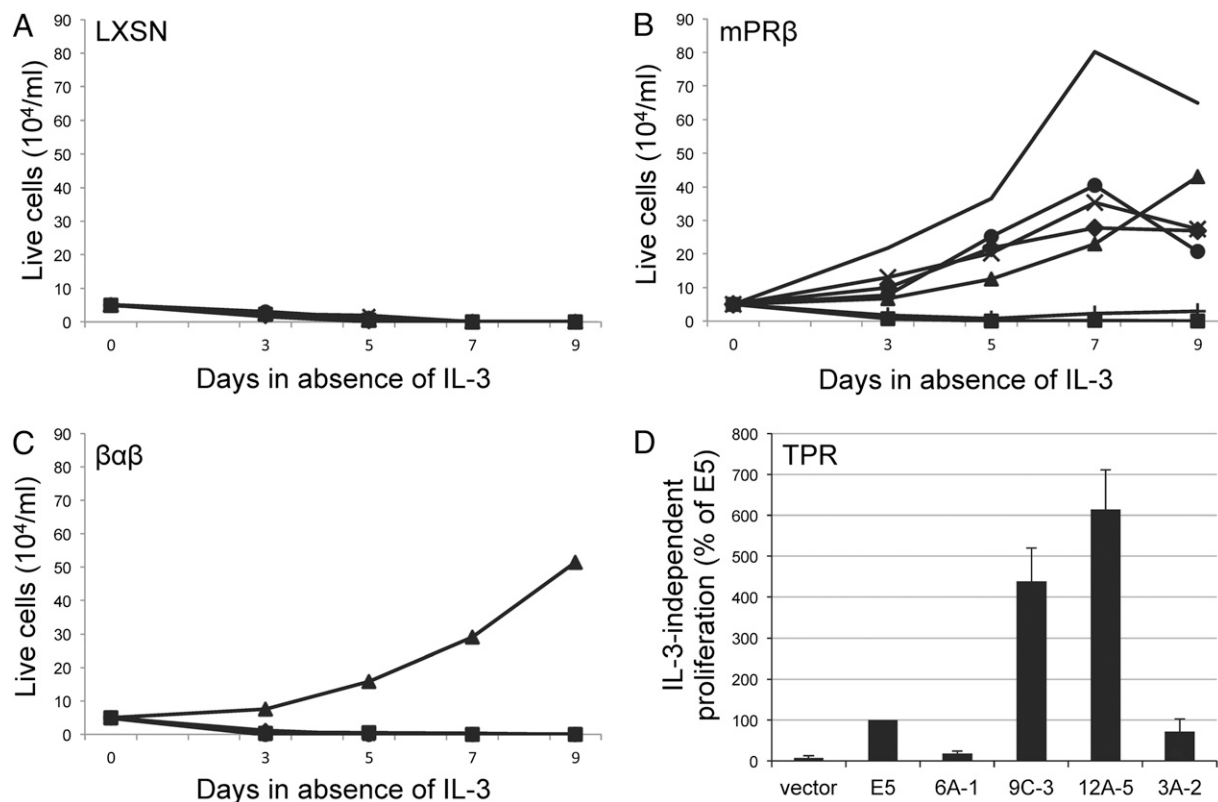 A
LXSN
Live cells (10⁴/ml)
90
80
70
60
50
40
30
20
10
0
0 3 5 7 9
Days in absence of IL-3
B
mPRβ
Live cells (10⁴/ml)
90
80
70
60
50
40
30
20
10
0
0 3 5 7 9
Days in absence of IL-3
C
βαβ
Live cells (10⁴/ml)
90
80
70
60
50
40
30
20
10
0
0 3 5 7 9
Days in absence of IL-3
D
TPR
IL-3-independent
proliferation (% of E5)
800
700
600
500
400
300
200
100
0
vector E5 6A-1 9C-3 12A-5 3A-2